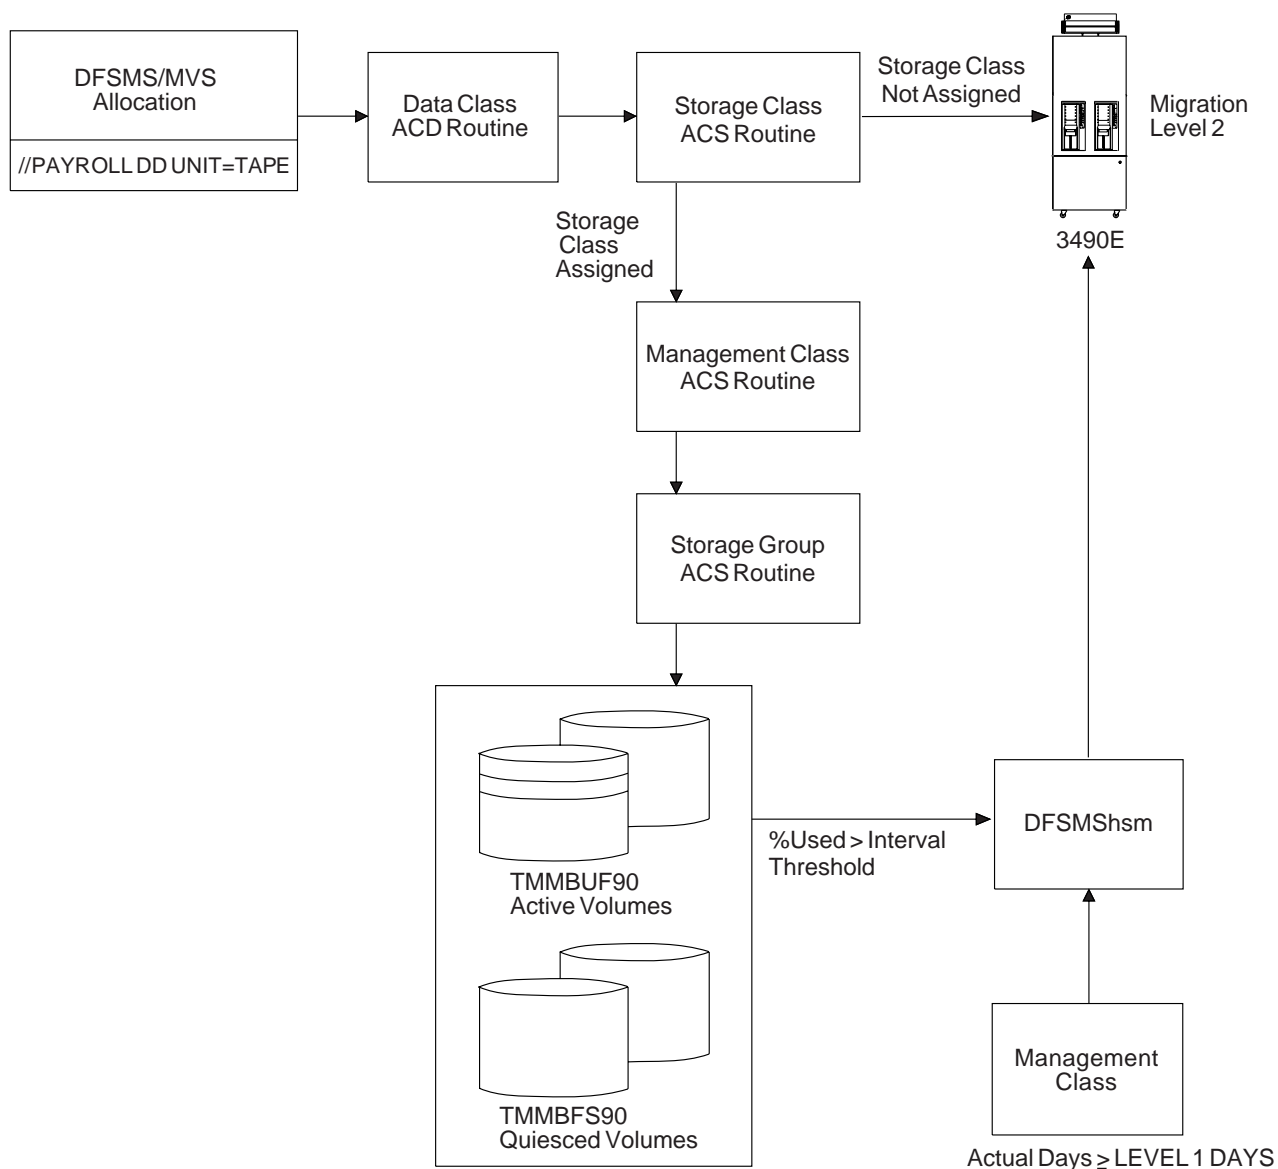 DFSMS/MVS
Allocation
//PAYROLL DD UNIT=TAPE
Data Class
ACD Routine
Storage Class
ACS Routine
Storage Class
Not Assigned
Migration
Level 2
3490E
Storage
Class
Assigned
Management Class
ACS Routine
Storage Group
ACS Routine
TMMBUF90
Active Volumes
%Used > Interval
Threshold
DFSMShsm
TMMBFS90
Quiesced Volumes
Management
Class
Actual Days ≥ LEVEL 1 DAYS